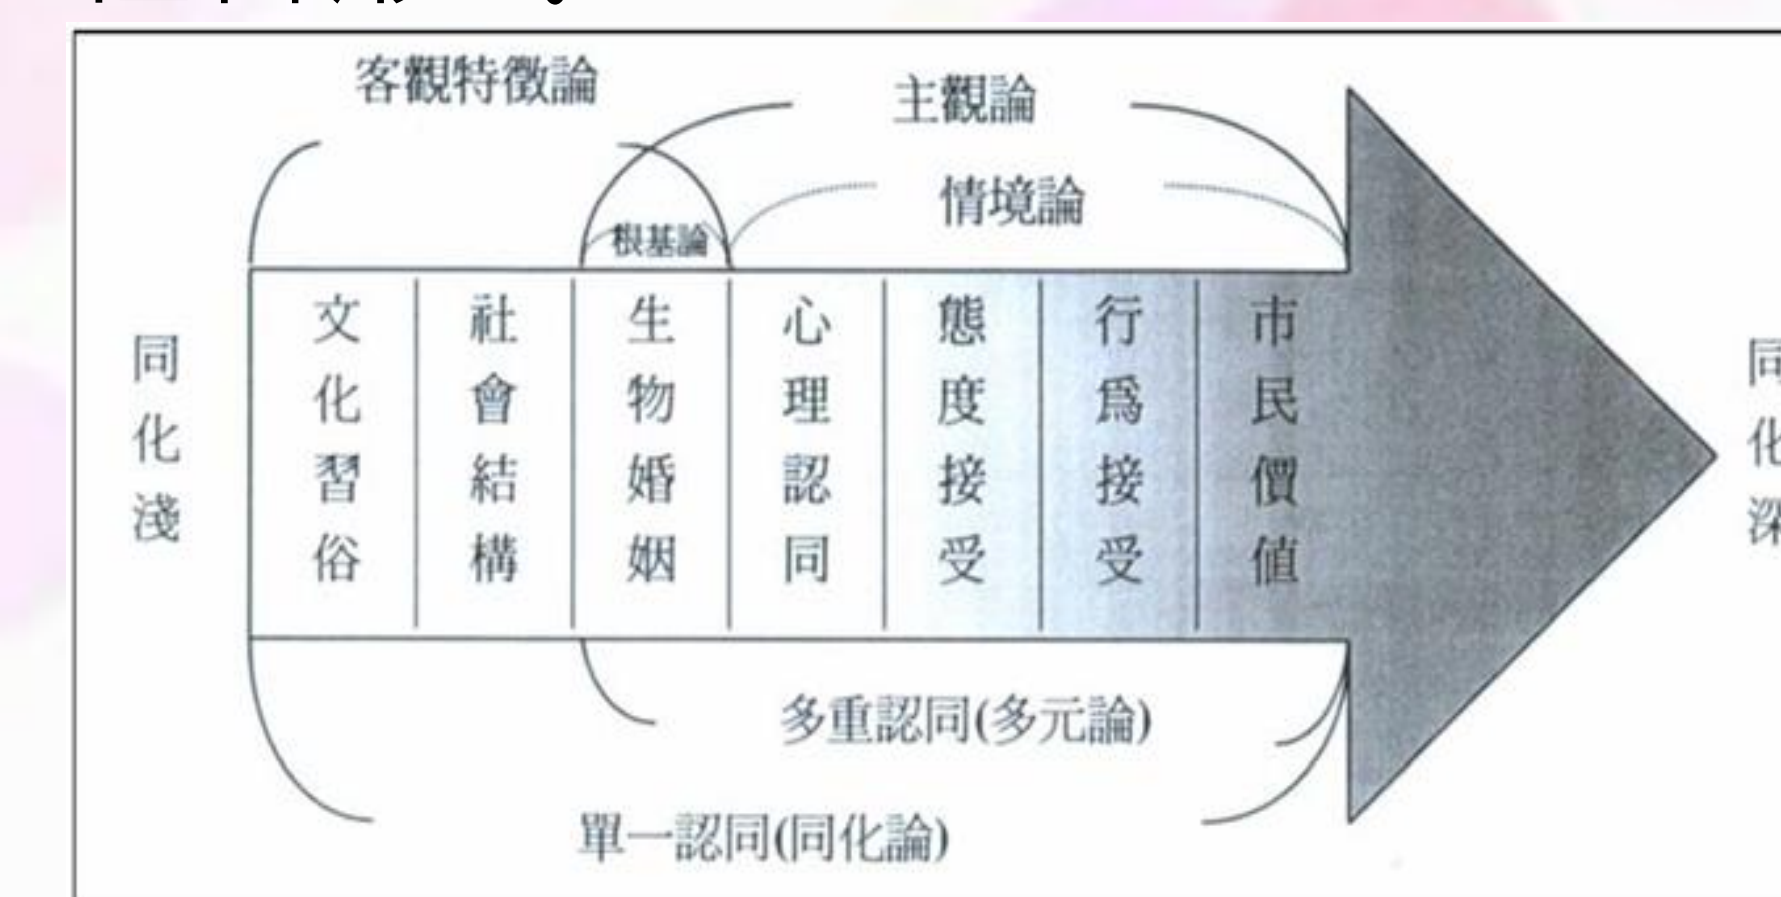 客觀特徵論
主觀論
情境論
根基論
同化淺
文化習俗
社會結構
生物婚姻
心理認同
態度接受
行爲接受
市民價值
同化深
多重認同(多元論)
單一認同(同化論)